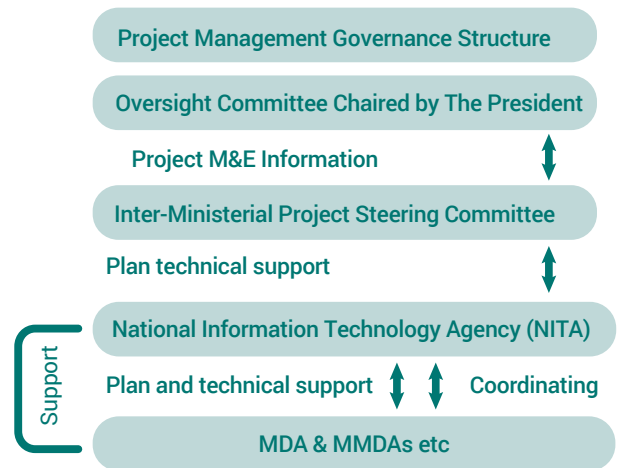 Project Management Governance Structure
Oversight Committee Chaired by The President
Project M&E Information
Inter-Ministerial Project Steering Committee
Plan technical support
National Information Technology Agency (NITA)
Support
Plan and technical support
Coordinating
MDA & MMDAs etc